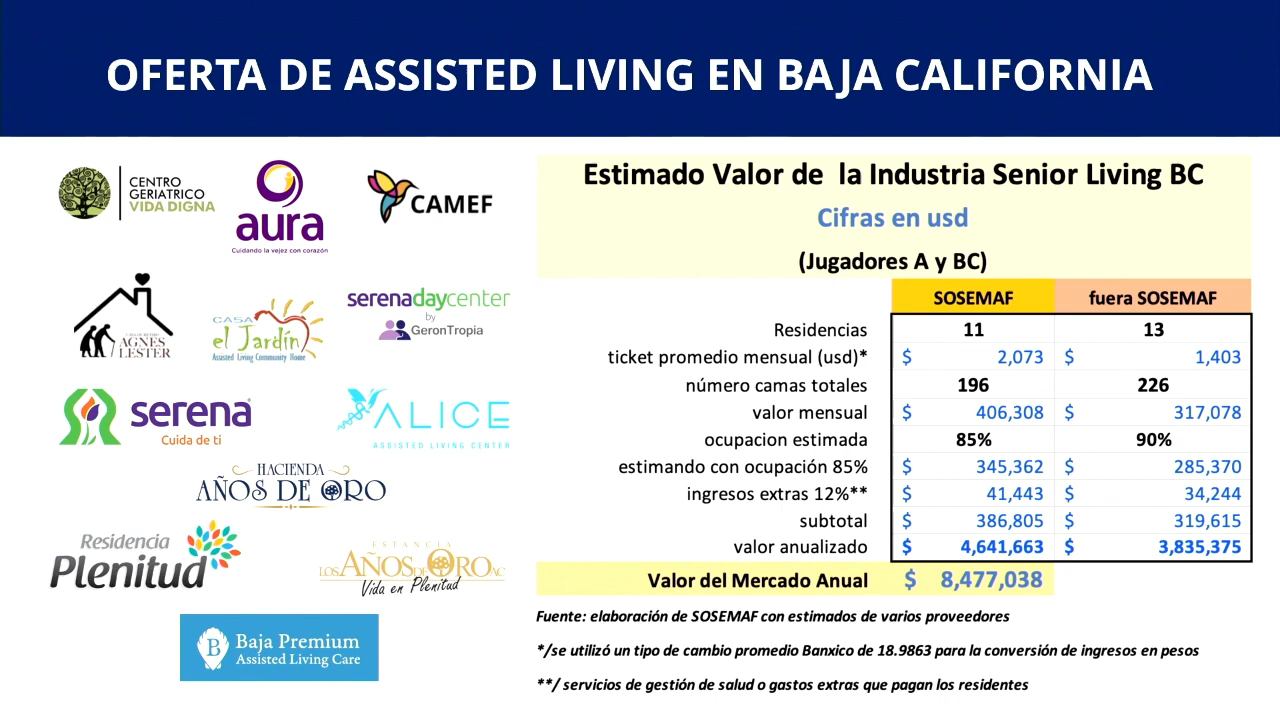 OFERTA DE ASSISTED LIVING EN BAJA CALIFORNIA
CENTRO
GERIATRICO
VIDA DIGNA
aura
Cuidando la vejez con corazón
CAMEF
AGNES
LESTER
CASA
el Jardín
Assisted Living Community Home
serenadaycenter
by
GeronTropia
serena
Cuida de ti
ALICE
ASSISTED LIVING CENTER
HACIENDA
AÑOS DE ORO
Residencia
Plenitud
ESTANCIA
LOS AÑOS DE ORO AC
Vida en Plenitud
B
Baja Premium
Assisted Living Care
Estimado Valor de la Industria Senior Living BC
Cifras en usd
(Jugadores A y BC)
SOSEMAF fuera SOSEMAF
Residencias 11 13
ticket promedio mensual (usd)* $ 2,073 $ 1,403
número camas totales 196 226
valor mensual $ 406,308 $ 317,078
ocupacion estimada 85% 90%
estimando con ocupación 85% $ 345,362 $ 285,370
ingresos extras 12%** $ 41,443 $ 34,244
subtotal $ 386,805 $ 319,615
valor anualizado $ 4,641,663 $ 3,835,375
Valor del Mercado Anual $ 8,477,038
Fuente: elaboración de SOSEMAF con estimados de varios proveedores
*/se utilizó un tipo de cambio promedio Banxico de 18.9863 para la conversión de ingresos en pesos
**/ servicios de gestión de salud o gastos extras que pagan los residentes